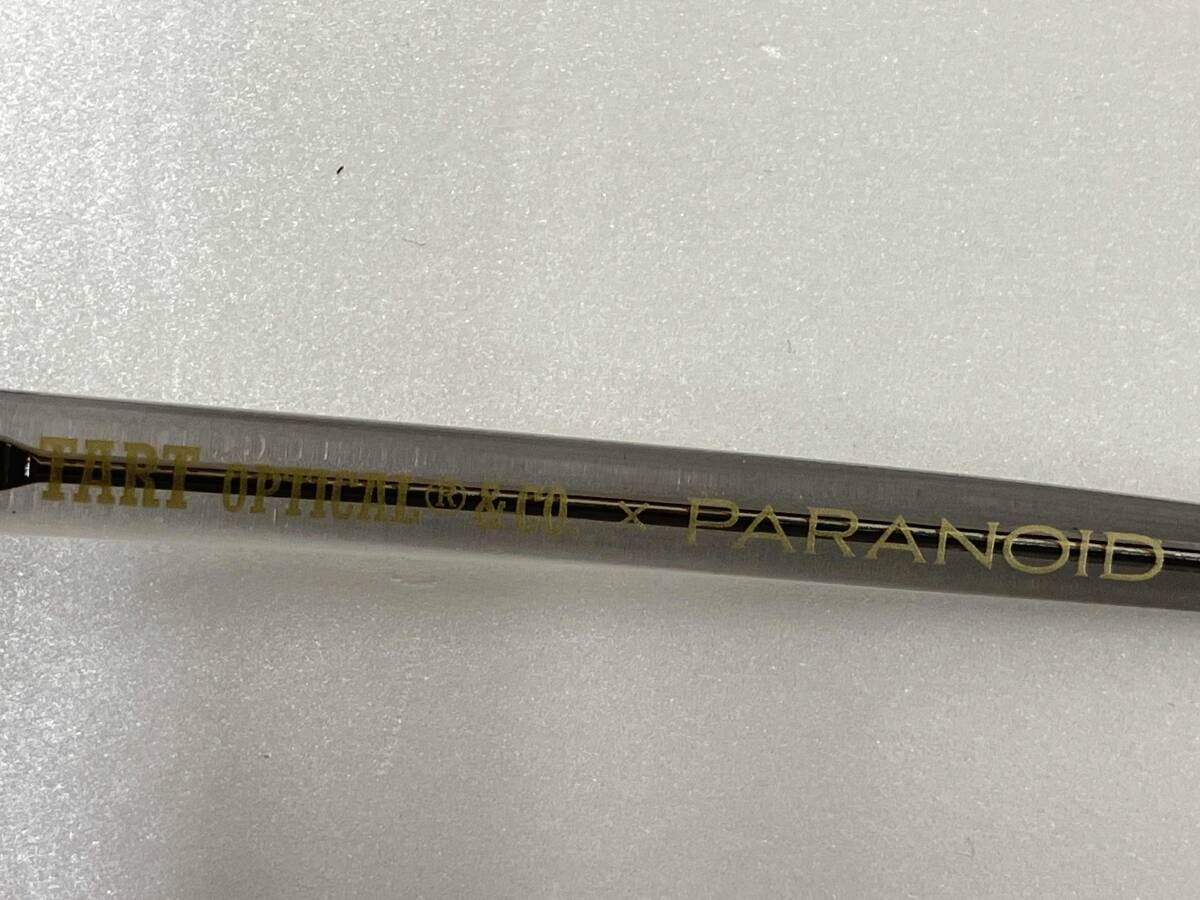 TART OPTICAL® & CO. × PARANOID